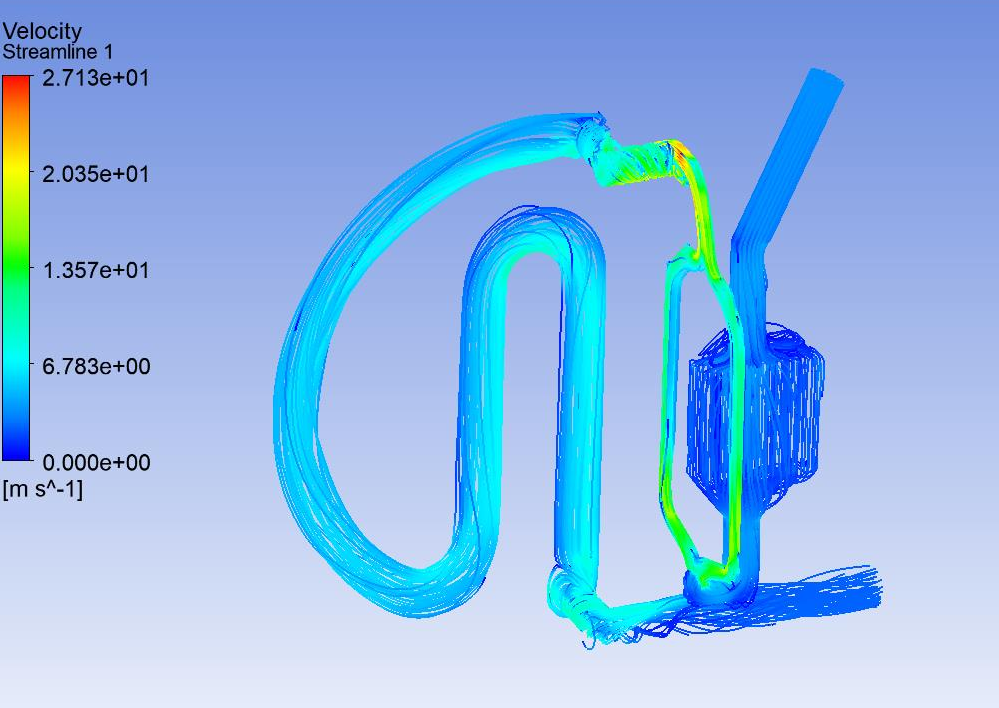 Velocity
Streamline 1
2.713e+01
2.035e+01
1.357e+01
6.783e+00
0.000e+00
[m s^-1]